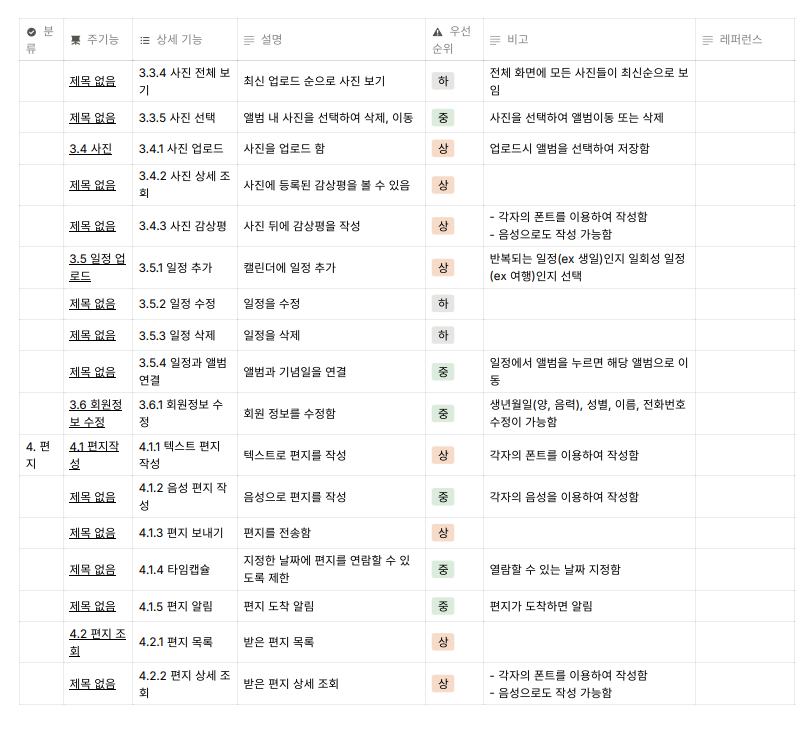 분류 주기능 상세 기능 설명 우선순위 비고 레퍼런스
제목 없음 3.3.4 사진 전체 보기 최신 업로드 순으로 사진 보기 하 전체 화면에 모든 사진들이 최신순으로 보임
제목 없음 3.3.5 사진 선택 앨범 내 사진을 선택하여 삭제, 이동 중 사진을 선택하여 앨범이동 또는 삭제
3.4 사진 3.4.1 사진 업로드 사진을 업로드 함 상 업로드시 앨범을 선택하여 저장함
제목 없음 3.4.2 사진 상세 조회 사진에 등록된 감상평을 볼 수 있음 상
제목 없음 3.4.3 사진 감상평 사진 뒤에 감상평을 작성 상 - 각자의 폰트를 이용하여 작성함
- 음성으로도 작성 가능함
3.5 일정 업로드 3.5.1 일정 추가 캘린더에 일정 추가 상 반복되는 일정(ex 생일)인지 일회성 일정(ex 여행)인지 선택
제목 없음 3.5.2 일정 수정 일정을 수정 하
제목 없음 3.5.3 일정 삭제 일정을 삭제 하
제목 없음 3.5.4 일정과 앨범 연결 앨범과 기념일을 연결 중 일정에서 앨범을 누르면 해당 앨범으로 이동
3.6 회원정보 수정 3.6.1 회원정보 수정 회원 정보를 수정함 중 생년월일(양, 음력), 성별, 이름, 전화번호 수정이 가능함
4. 편지 4.1 편지작성 4.1.1 텍스트 편지 작성 텍스트로 편지를 작성 상 각자의 폰트를 이용하여 작성함
제목 없음 4.1.2 음성 편지 작성 음성으로 편지를 작성 중 각자의 음성을 이용하여 작성함
제목 없음 4.1.3 편지 보내기 편지를 전송함 상
제목 없음 4.1.4 타임캡슐 지정한 날짜에 편지를 연람할 수 있도록 제한 중 열람할 수 있는 날짜 지정함
제목 없음 4.1.5 편지 알림 편지 도착 알림 중 편지가 도착하면 알림
4.2 편지 조회 4.2.1 편지 목록 받은 편지 목록 상
제목 없음 4.2.2 편지 상세 조회 받은 편지 상세 조회 상 - 각자의 폰트를 이용하여 작성함
- 음성으로도 작성 가능함